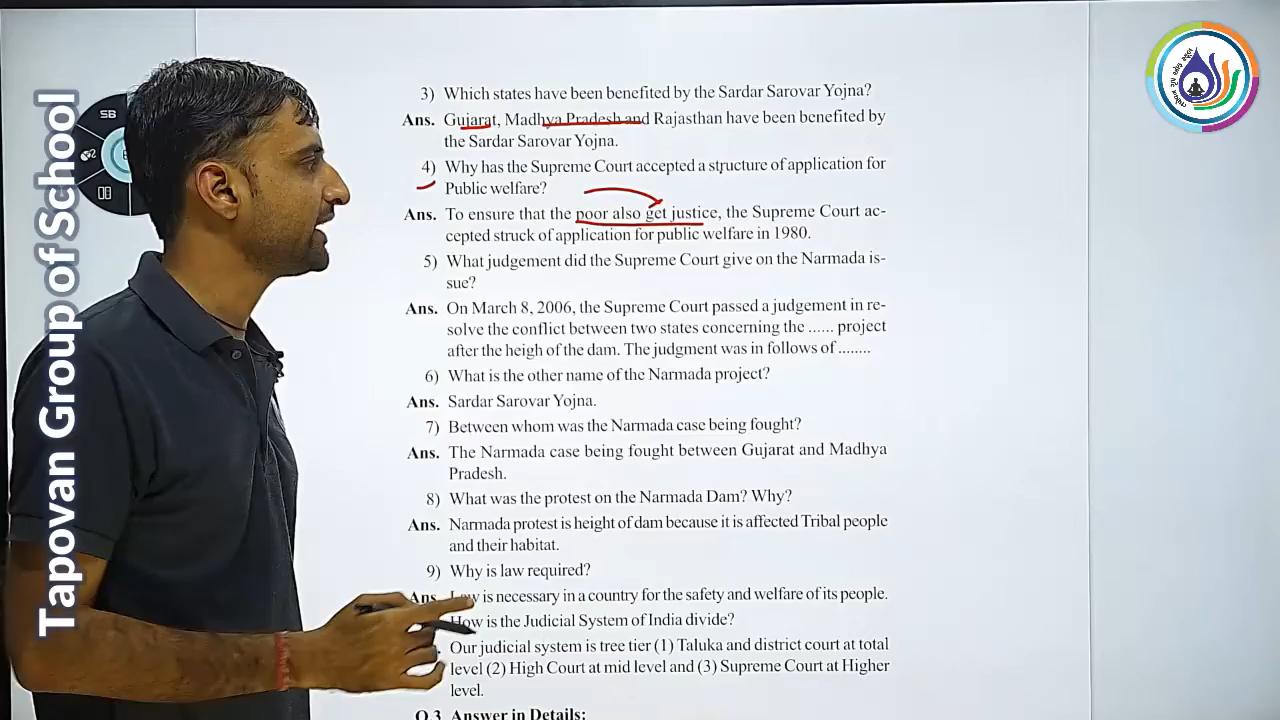 Tapovan Group of School
SB
3) Which states have been benefited by the Sardar Sarovar Yojna?
Ans. Gujarat, Madhya Pradesh and Rajasthan have been benefited by
the Sardar Sarovar Yojna.
4) Why has the Supreme Court accepted a structure of application for
Public welfare?
Ans. To ensure that the poor also get justice, the Supreme Court ac-
cepted struck of application for public welfare in 1980.
5) What judgement did the Supreme Court give on the Narmada is-
sue?
Ans. On March 8, 2006, the Supreme Court passed a judgement in re-
solve the conflict between two states concerning the ...... project
after the heigh of the dam. The judgment was in follows of ........
6) What is the other name of the Narmada project?
Ans. Sardar Sarovar Yojna.
7) Between whom was the Narmada case being fought?
Ans. The Narmada case being fought between Gujarat and Madhya
Pradesh.
8) What was the protest on the Narmada Dam? Why?
Ans. Narmada protest is height of dam because it is affected Tribal people
and their habitat.
9) Why is law required?
Ans. Law is necessary in a country for the safety and welfare of its people.
How is the Judicial System of India divide?
Our judicial system is tree tier (1) Taluka and district court at total
level (2) High Court at mid level and (3) Supreme Court at Higher
level.
Q.3 Answer in Details: